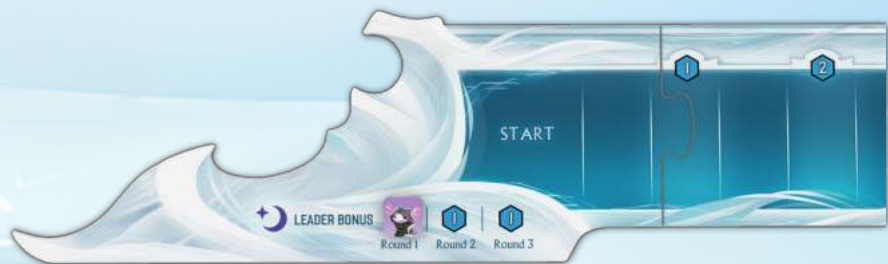 1 2
START
LEADER BONUS 1 1
Round 1 Round 2 Round 3